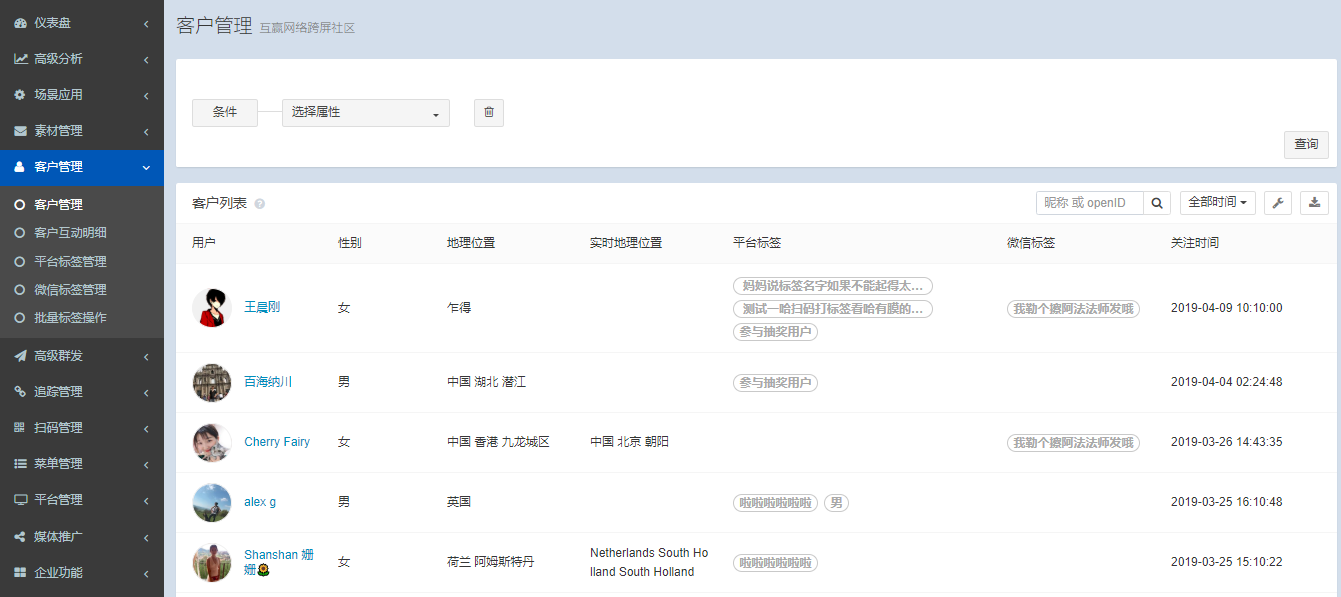 仪表盘
高级分析
场景应用
素材管理
客户管理
客户管理
客户互动明细
平台标签管理
微信标签管理
批量标签操作
高级群发
追踪管理
扫码管理
菜单管理
平台管理
媒体推广
企业功能
客户管理 互赢网络跨屏社区
条件 选择属性
查询
客户列表 昵称 或 openID 全部时间
用户 性别 地理位置 实时地理位置 平台标签 微信标签 关注时间
妈妈说标签名字如果不能起得太...
王晨刚 女 乍得 测试一哈扫码打标签看哈有膜的... 我勒个擦阿法法师发哦 2019-04-09 10:10:00
参与抽奖用户
百海纳川 男 中国 湖北 潜江 参与抽奖用户 2019-04-04 02:24:48
Cherry Fairy 女 中国 香港 九龙城区 中国 北京 朝阳 我勒个擦阿法法师发哦 2019-03-26 14:43:35
alex g 男 英国 啦啦啦啦啦啦 男 2019-03-25 16:10:48
Shanshan 姗 Netherlands South Ho
姗🌻 女 荷兰 阿姆斯特丹 lland South Holland 啦啦啦啦啦啦 2019-03-25 15:10:22